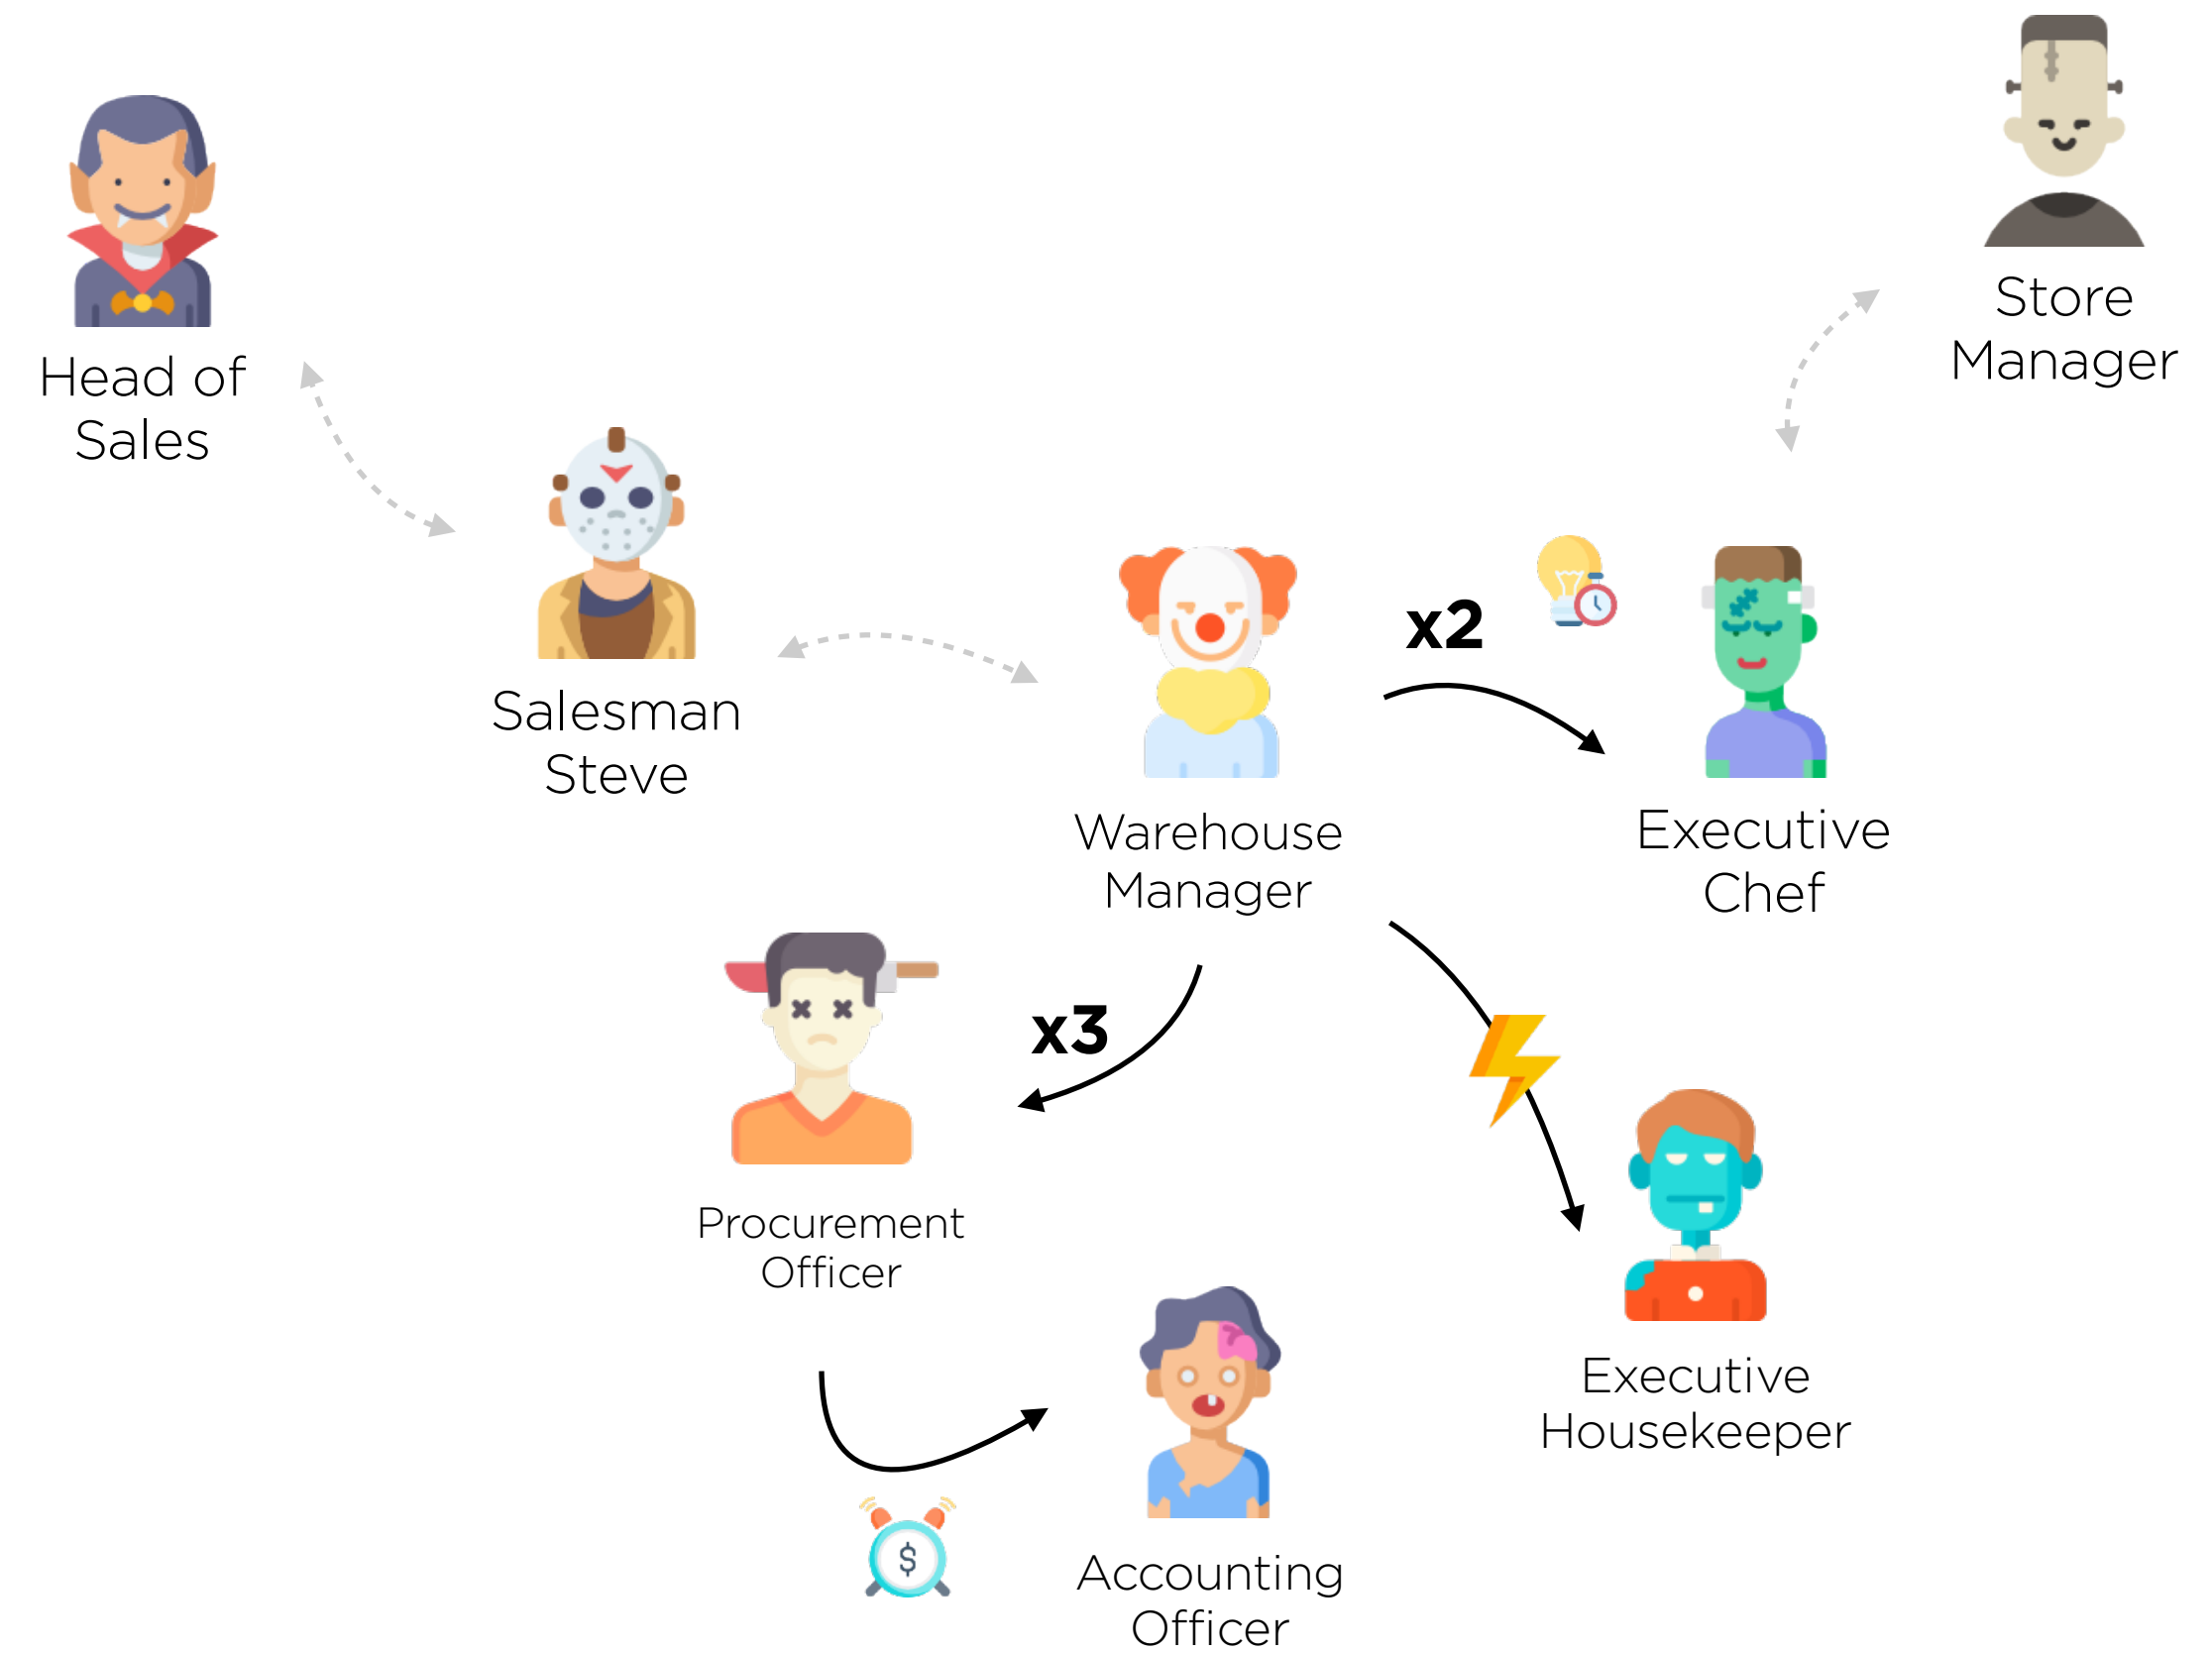 Store
Manager
Head of
Sales
Salesman
Steve
x2
Warehouse
Manager
Executive
Chef
x3
Procurement
Officer
Executive
Housekeeper
$
Accounting
Officer